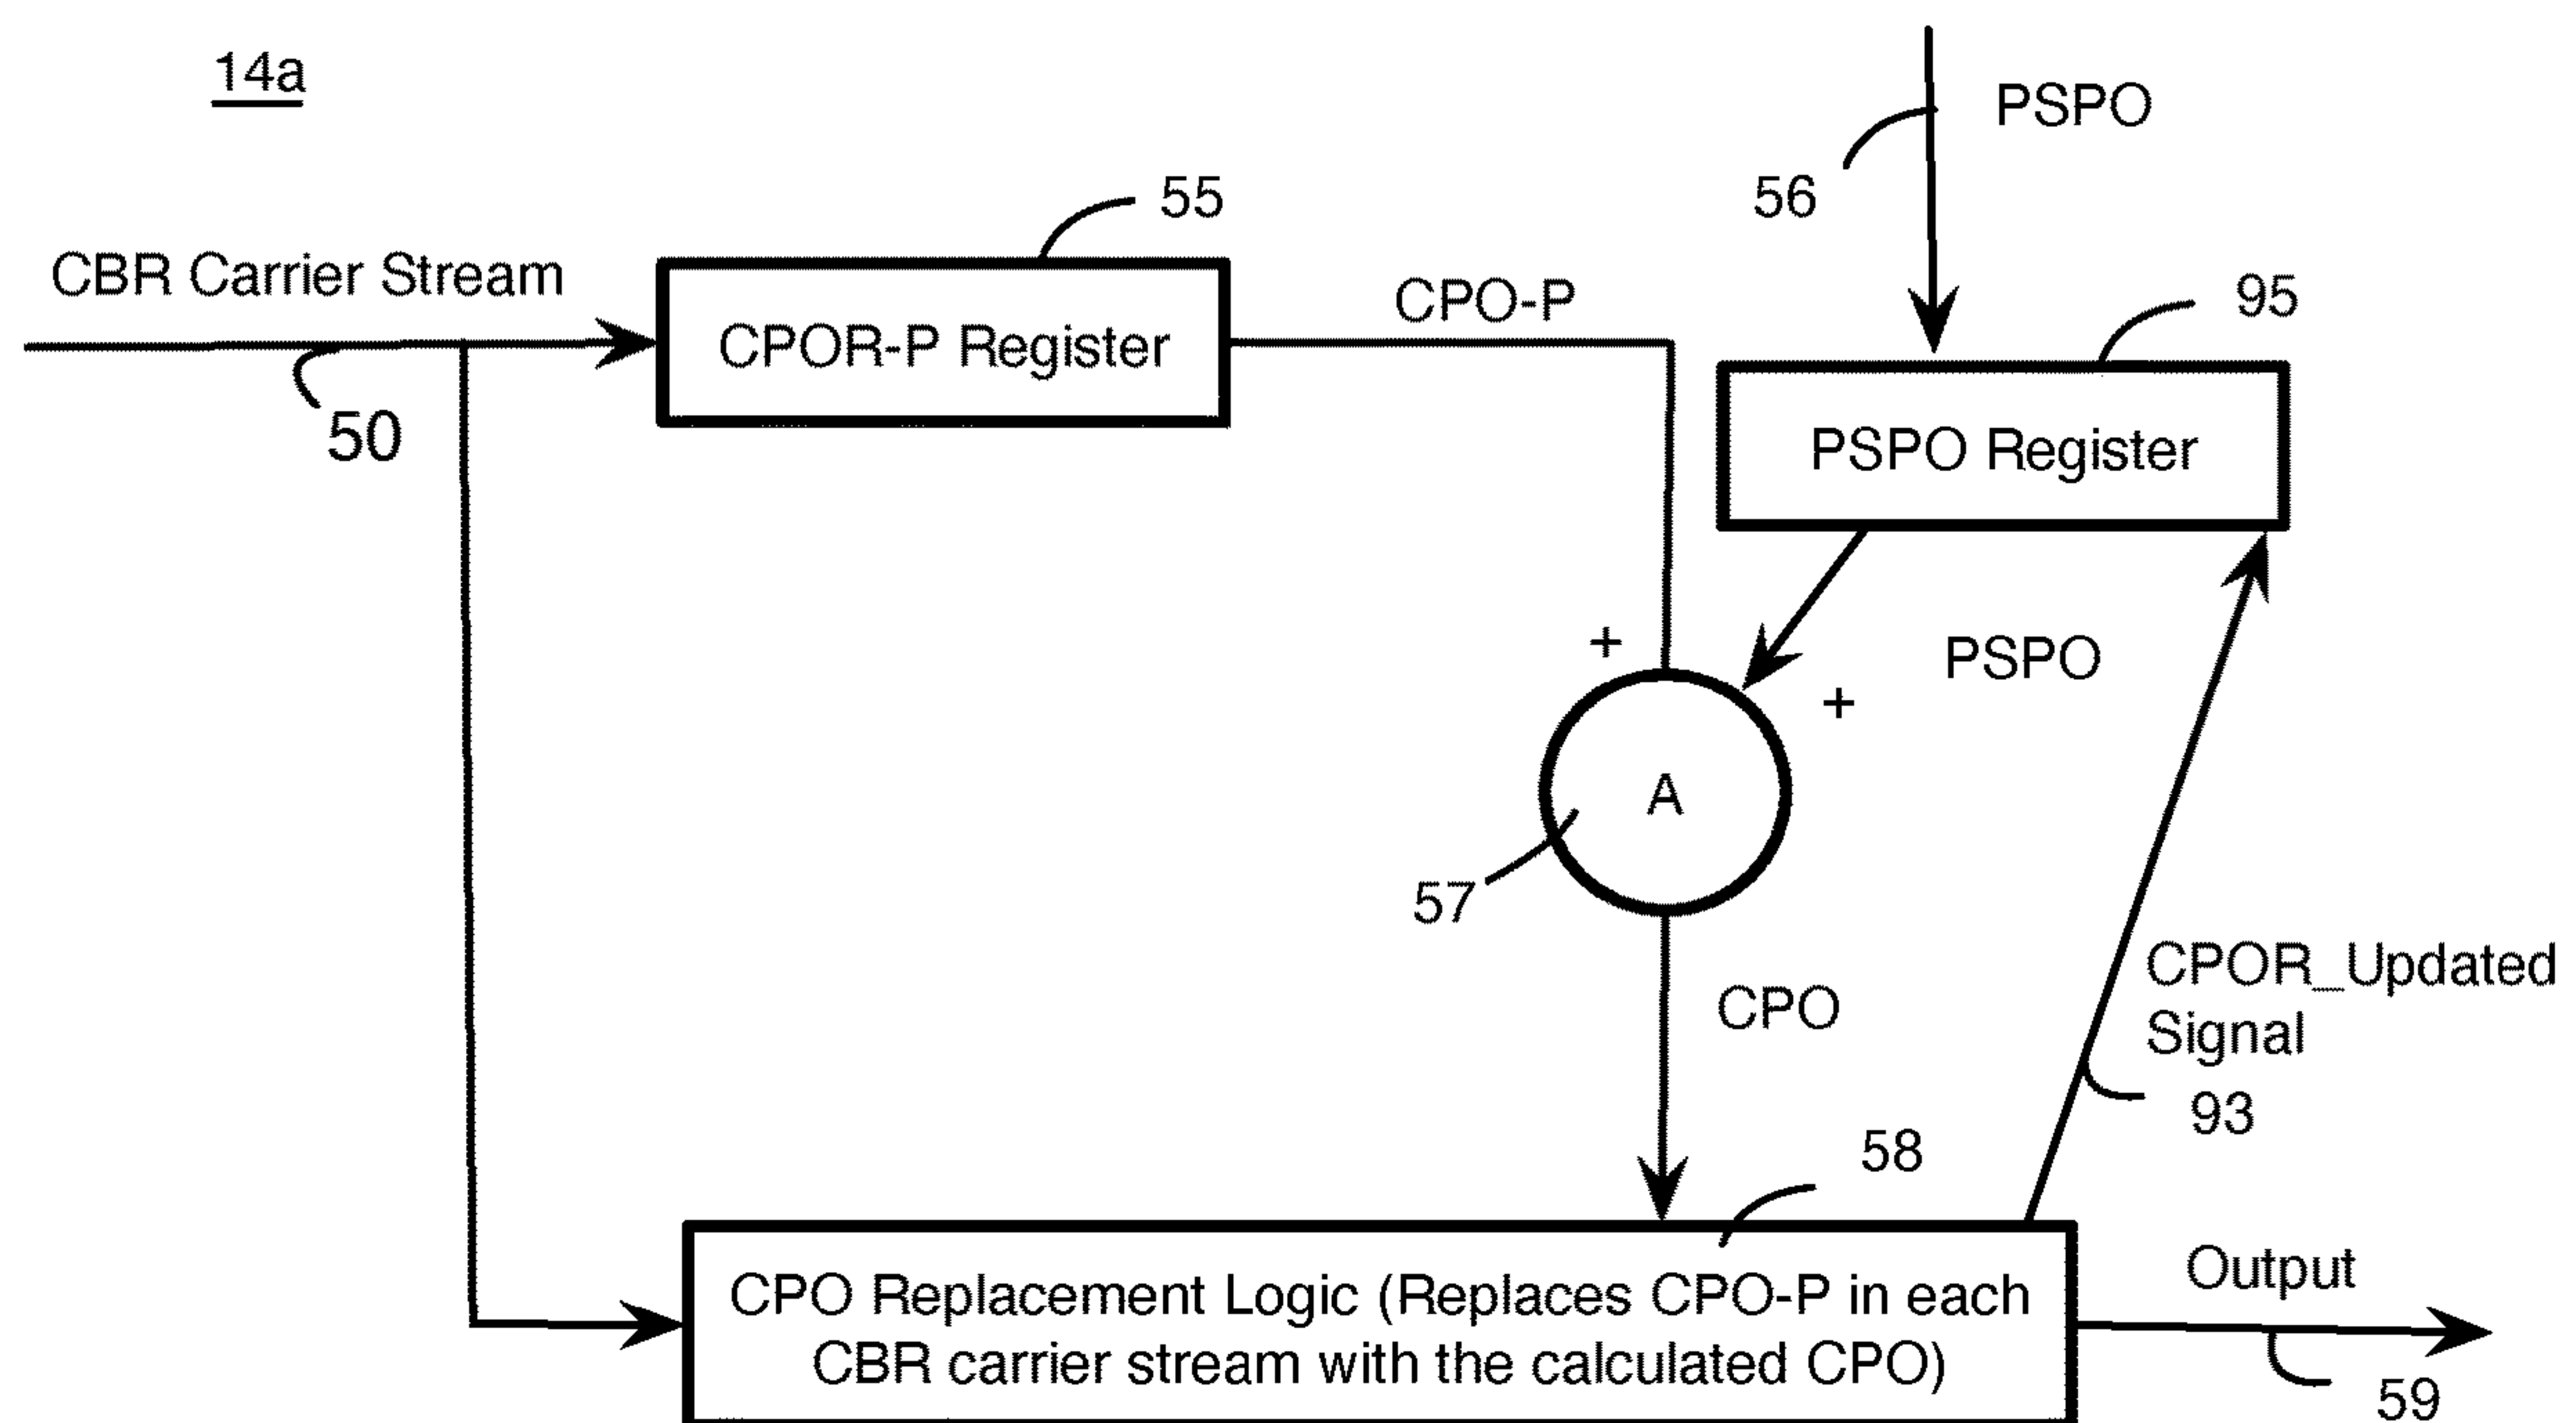 14a
PSPO
56
55
CBR Carrier Stream
CPO-P
95
CPOR-P Register
50
PSPO Register
+
PSPO
+
A
57
CPOR_Updated
Signal
CPO
93
58
Output
CPO Replacement Logic (Replaces CPO-P in each
CBR carrier stream with the calculated CPO)
59